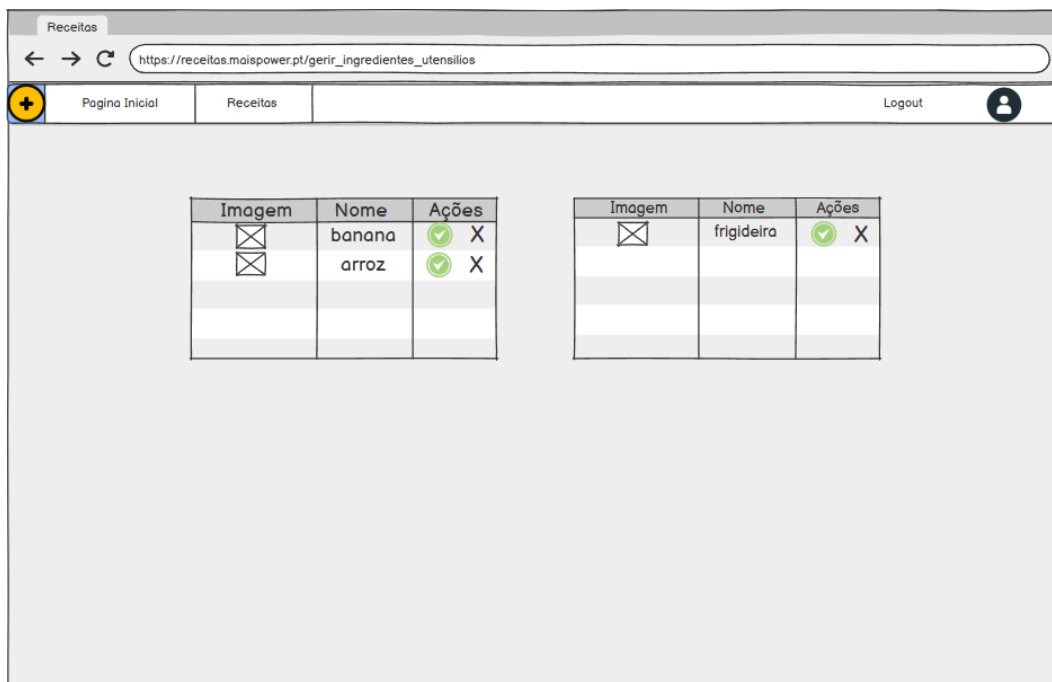 Receitas
https://receitas.maispower.pt/gerir_ingredientes_utensilios
Pagina Inicial Receitas Logout
Imagem Nome Ações
banana X
arroz X
Imagem Nome Ações
frigideira X